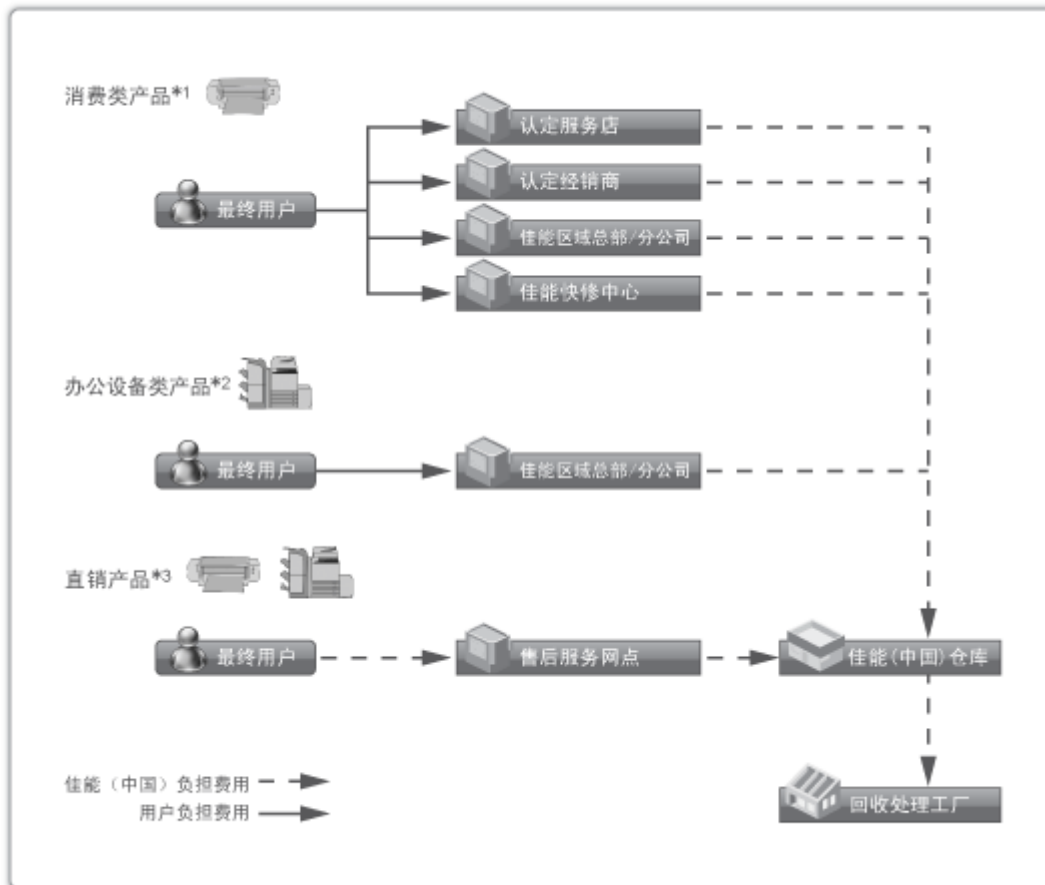 消费类产品*1
认定服务店
认定经销商
最终用户
佳能区域总部/分公司
佳能快修中心
办公设备类产品*2
最终用户
佳能区域总部/分公司
直销产品*3
最终用户
售后服务网点
佳能(中国)仓库
佳能（中国）负担费用
用户负担费用
回收处理工厂